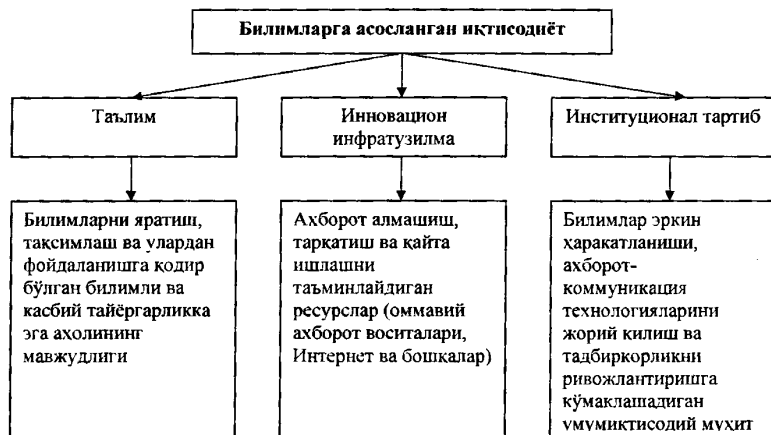 Билимларга асосланган иқтисодиёт
Таълим
Инновацион
инфратузилма
Институционал тартиб
Билимларни яратиш,
тақсимлаш ва улардан
фойдаланишга қодир
бўлган билимли ва
касбий тайёргарликка
эга аҳолининг
мавжудлиги
Ахборот алмашиш,
тарқатиш ва қайта
ишлашни
таъминлайдиган
ресурслар (оммавий
ахборот воситалари,
Интернет ва бошқалар)
Билимлар эркин
ҳаракатланиши,
ахборот-
коммуникация
технологияларини
жорий қилиш ва
тадбиркорликни
ривожлантиришга
кўмаклашадиган
умумиқтисодий муҳит